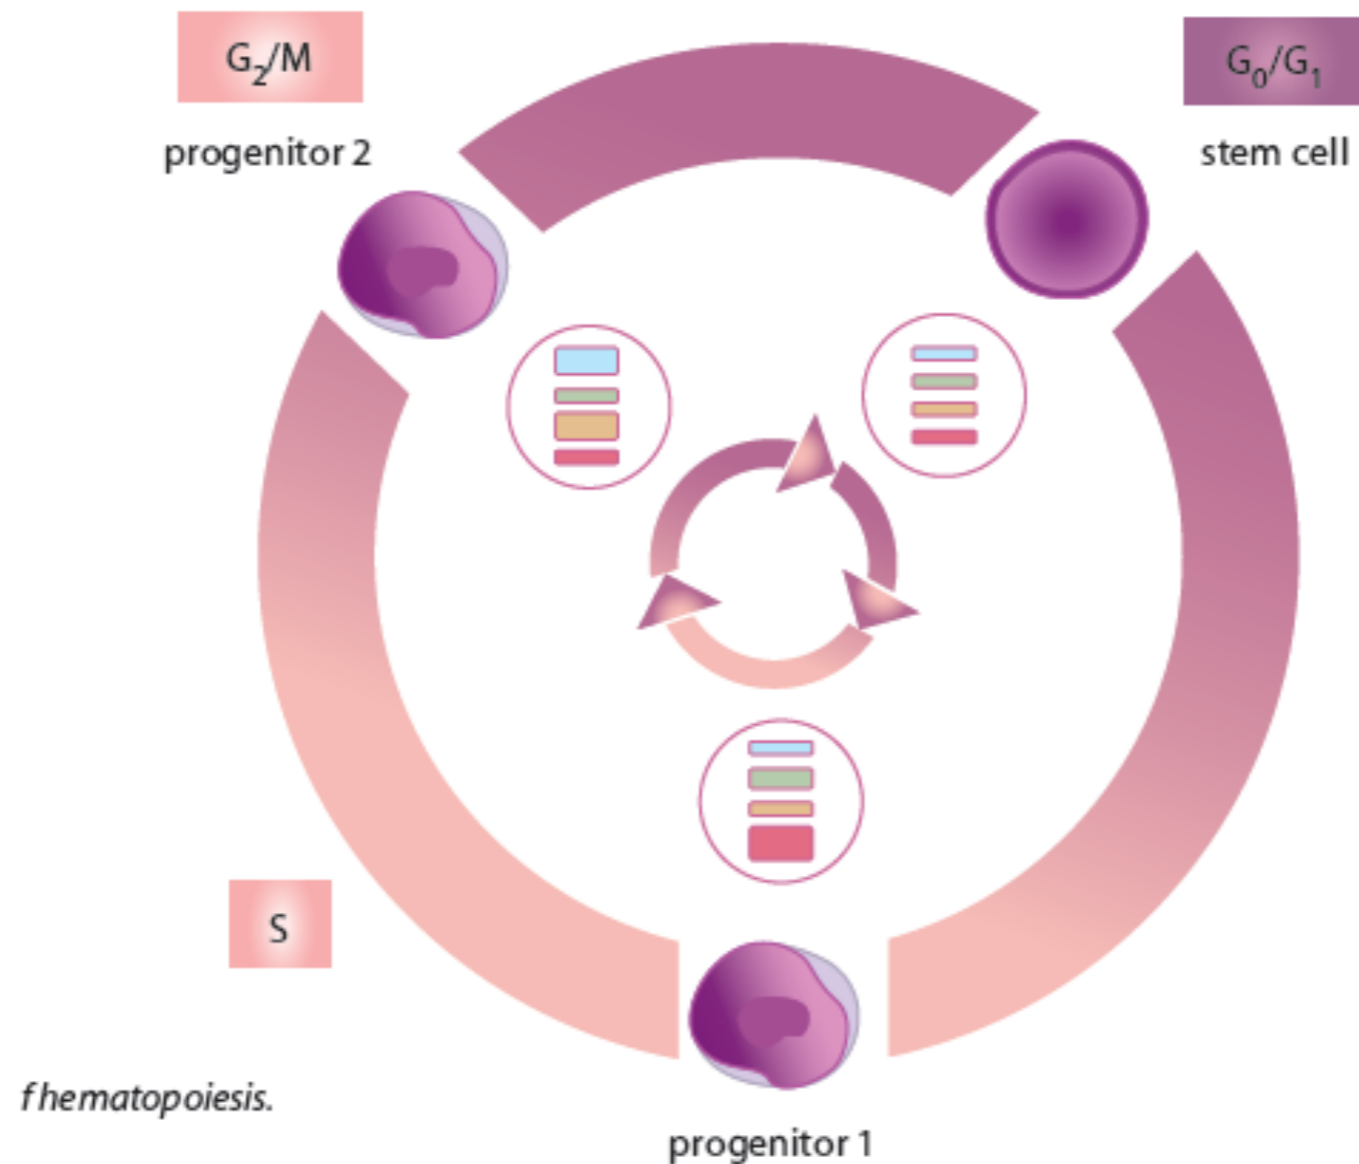 G₂/M
progenitor 2
G₀/G₁
stem cell
S
f hematopoiesis.
progenitor 1